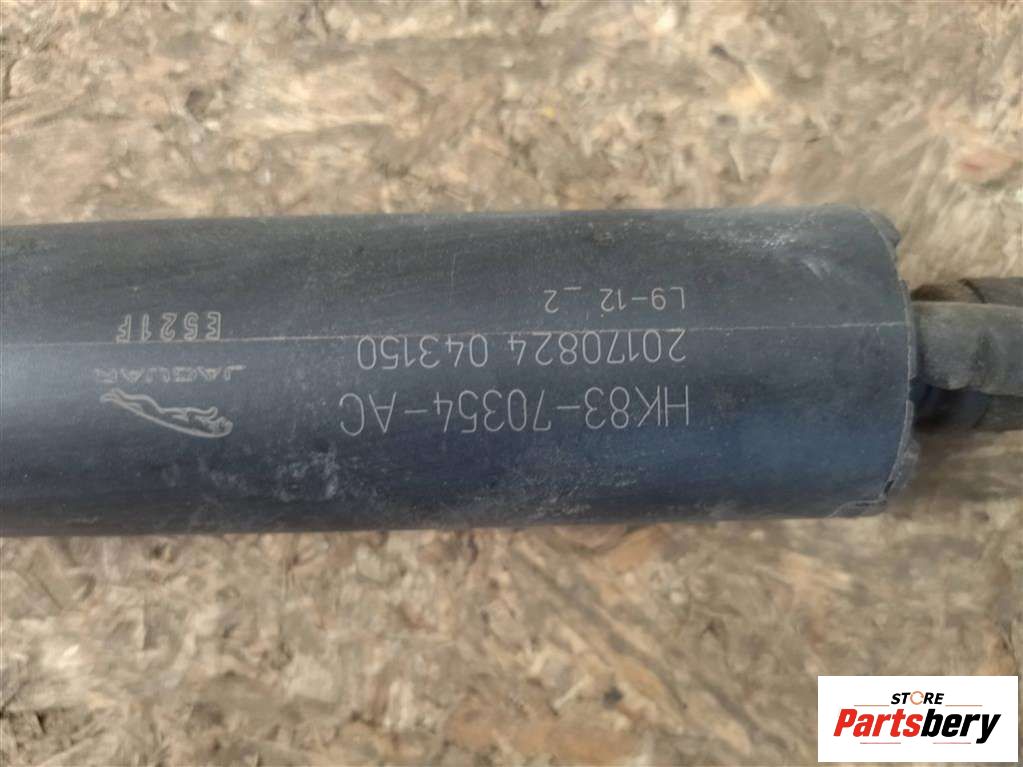 HK83-70354-AC
20170824 043150
L9-12 _2
JAGUAR
E521F
STORE
Partsbery